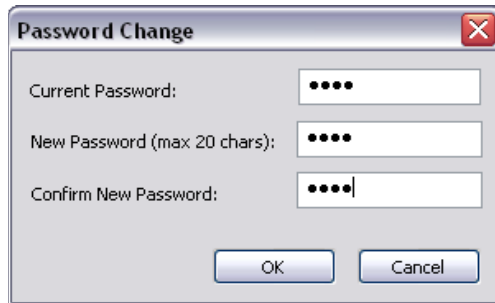 Password Change
Current Password: ••••
New Password (max 20 chars): ••••
Confirm New Password: ••••
OK Cancel